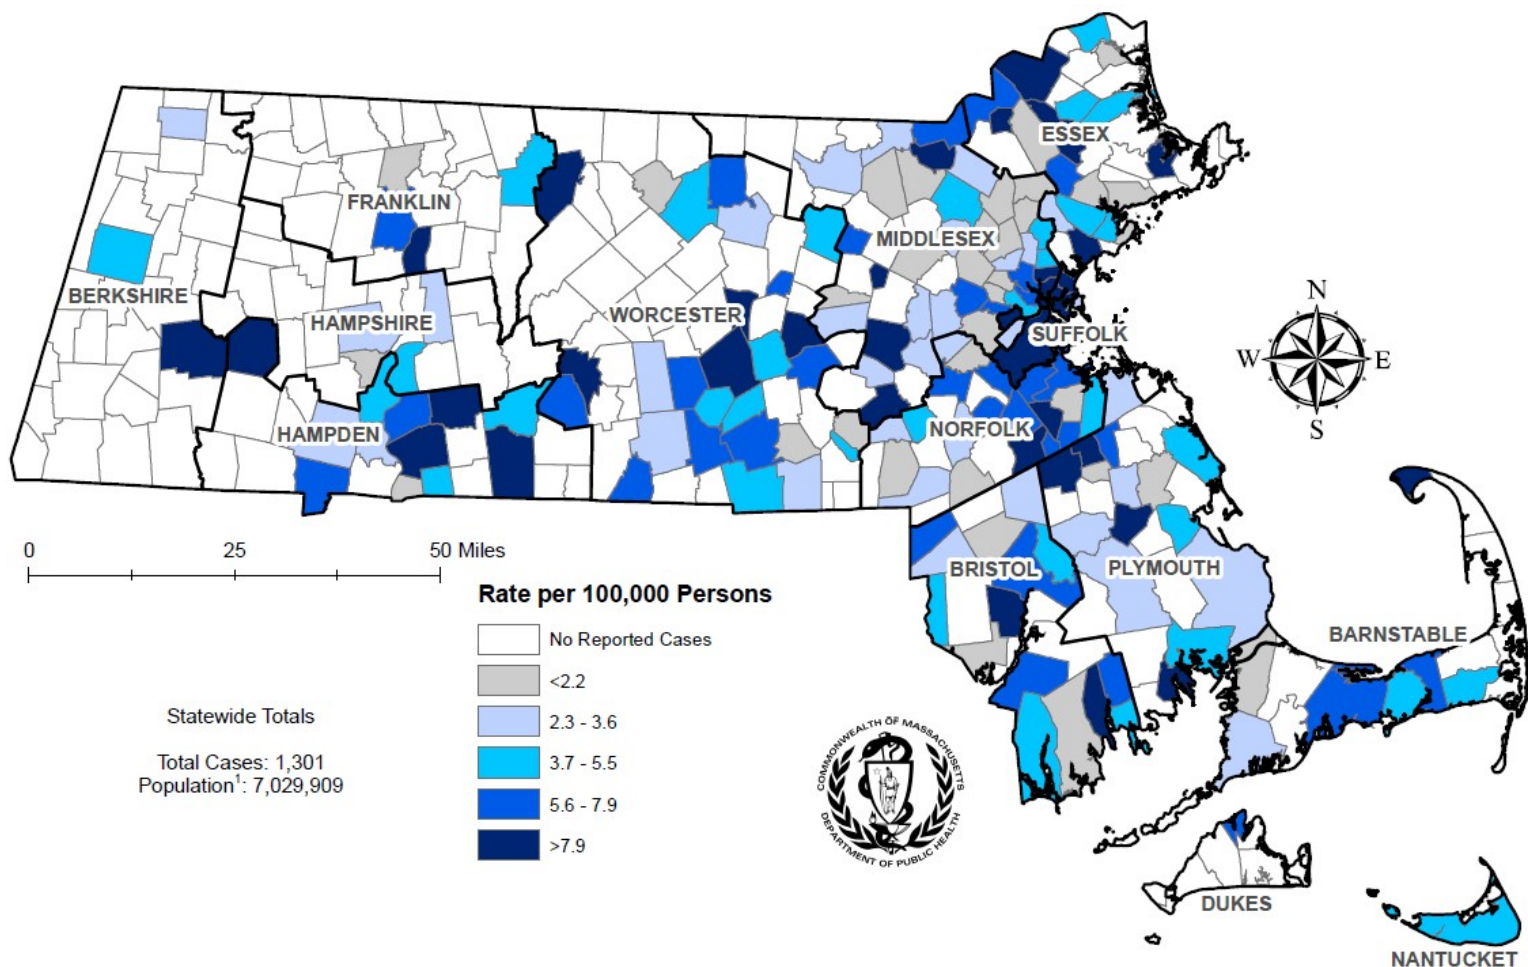 ESSEX
FRANKLIN
MIDDLESEX
BERKSHIRE
HAMPSHIRE
WORCESTER
SUFFOLK
N
W E
S
HAMPDEN
NORFOLK
0 25 50 Miles
BRISTOL
PLYMOUTH
BARNSTABLE
Rate per 100,000 Persons
No Reported Cases
<2.2
2.3 - 3.6
3.7 - 5.5
5.6 - 7.9
>7.9
Statewide Totals
Total Cases: 1,301
Population¹: 7,029,909
COMMONWEALTH OF MASSACHUSETTS
DEPARTMENT OF PUBLIC HEALTH
DUKES
NANTUCKET